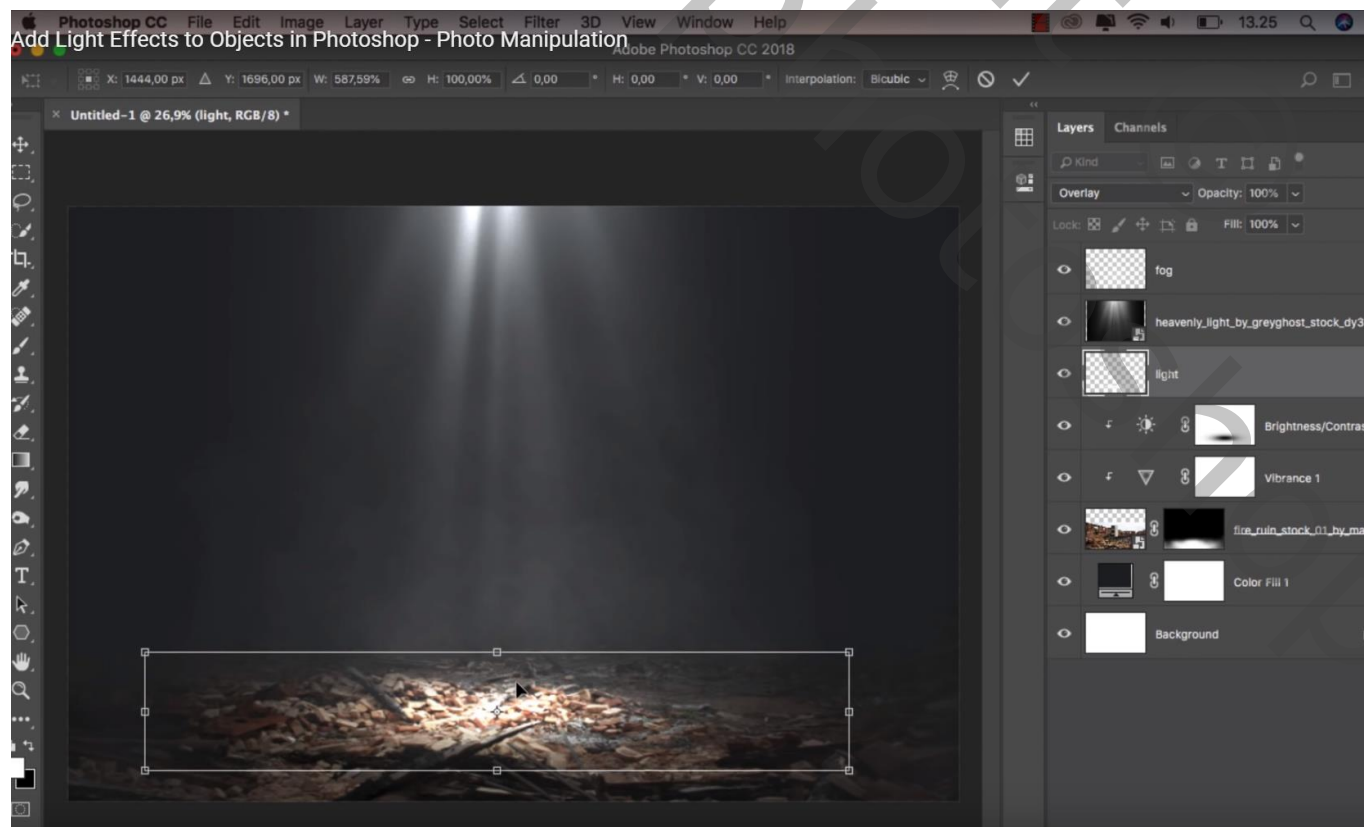 Photoshop CC File Edit Image Layer Type Select Filter 3D View Window Help 13.25
Add Light Effects to Objects in Photoshop - Photo Manipulation
Adobe Photoshop CC 2018
X: 1444,00 px Y: 1696,00 px W: 587,59% H: 100,00% 0,00 ° H: 0,00 ° V: 0,00 ° Interpolation: Bicubic
× Untitled-1 @ 26,9% (light, RGB/8) *
Layers Channels
Kind
Overlay Opacity: 100%
Lock: Fill: 100%
fog
heavenly_light_by_greyghost_stock_dy3
light
Brightness/Contras
Vibrance 1
fire_ruin_stock_01_by_ma
Color Fill 1
Background